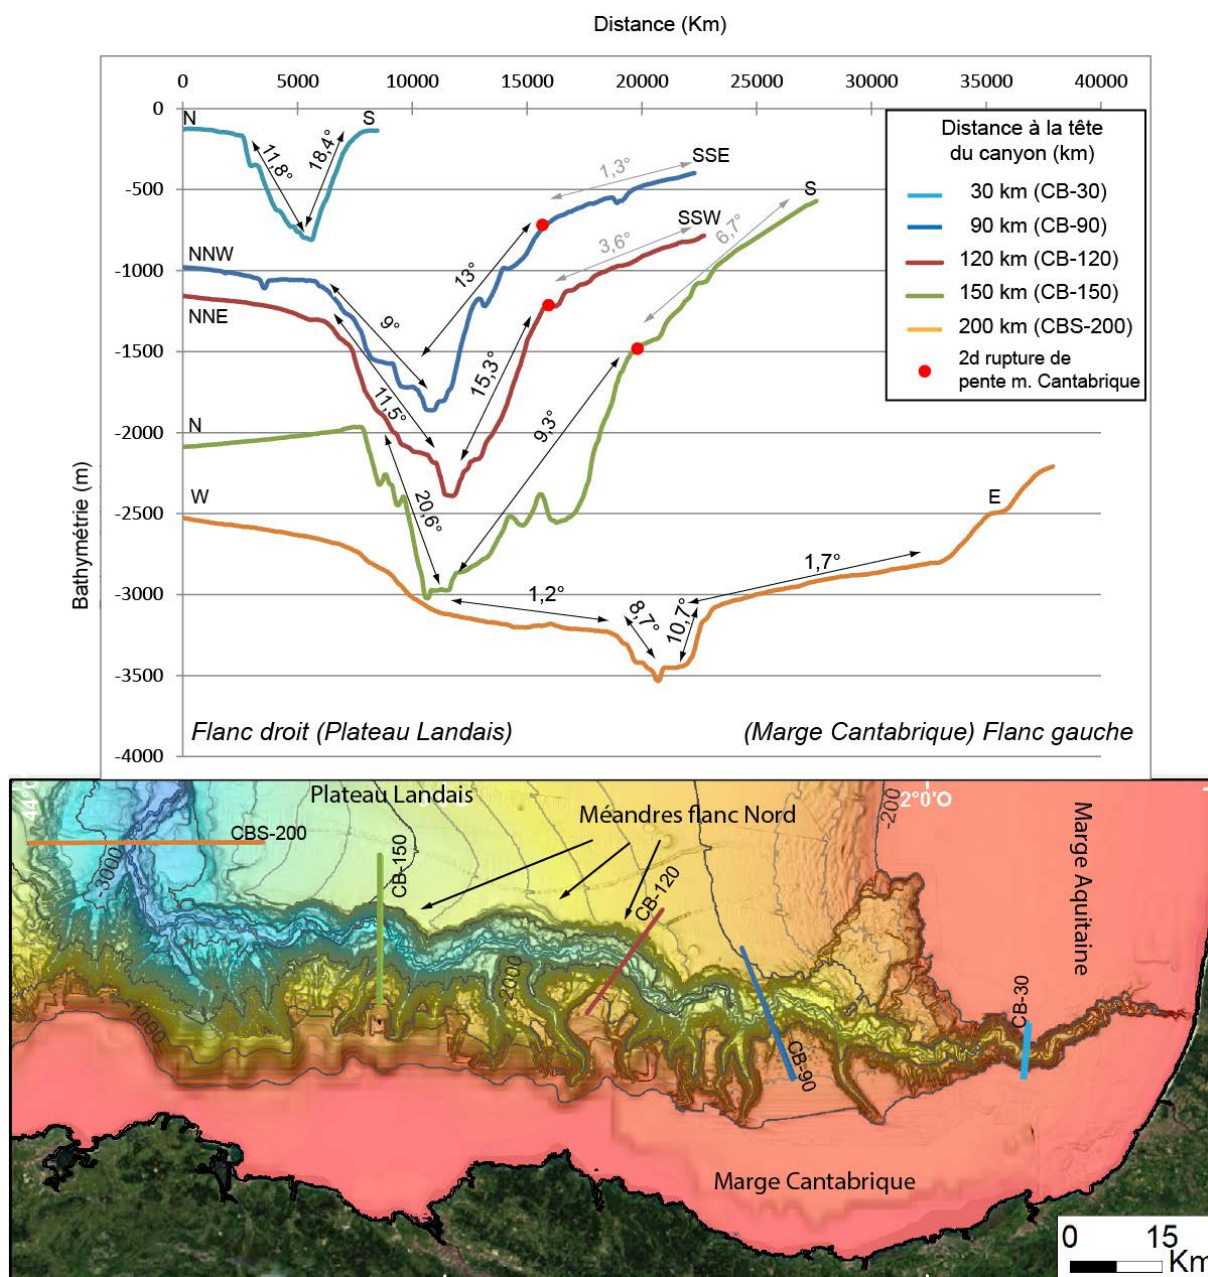 Distance (Km)
0 5000 10000 15000 20000 25000 30000 35000 40000
0
-500
-1000
-1500
-2000
-2500
-3000
-3500
-4000
Bathymétrie (m)
N
S
11,8°
18,4°
SSE
1,3°
S
SSW
6,7°
3,6°
NNW
13°
NNE
9°
15,3°
11,5°
N
9,3°
20,6°
W
E
1,2°
1,7°
8,7°
10,7°
Distance à la tête
du canyon (km)
30 km (CB-30)
90 km (CB-90)
120 km (CB-120)
150 km (CB-150)
200 km (CBS-200)
2d rupture de
pente m. Cantabrique
Flanc droit (Plateau Landais)
(Marge Cantabrique) Flanc gauche
Plateau Landais
2°0'O
-200
Méandres flanc Nord
CBS-200
3000
CB-150
CB-120
Marge Aquitaine
CB-30
-2000
1000
CB-90
Marge Cantabrique
0 15
Km